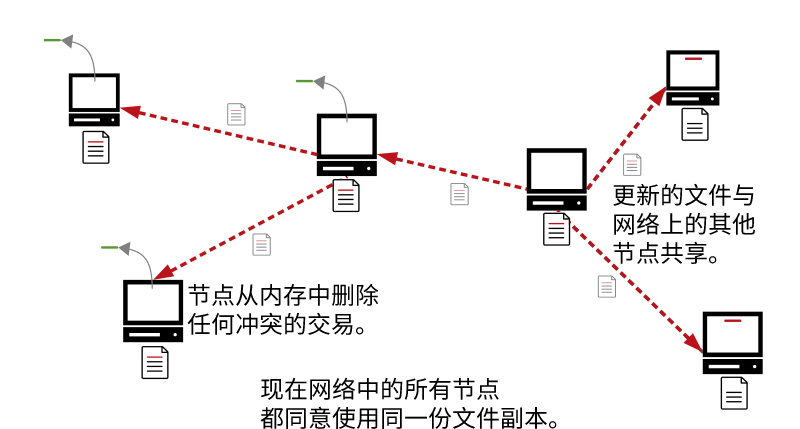 更新的文件与
网络上的其他
节点共享。
节点从内存中删除
任何冲突的交易。
现在网络中的所有节点
都同意使用同一份文件副本。